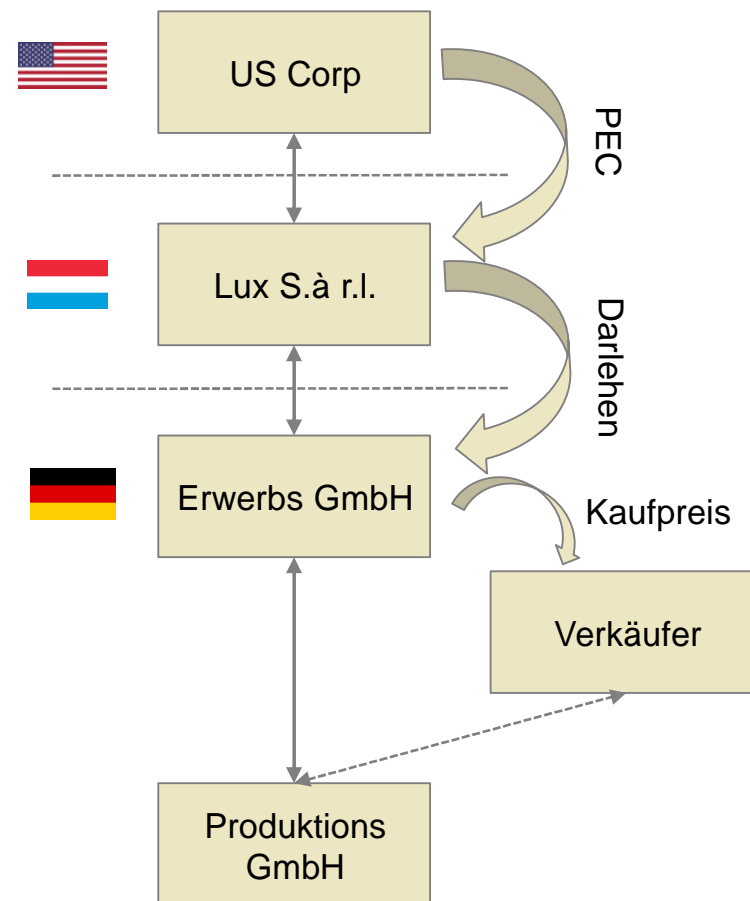 US Corp
PEC
Lux S.à r.l.
Darlehen
Erwerbs GmbH
Kaufpreis
Verkäufer
Produktions
GmbH